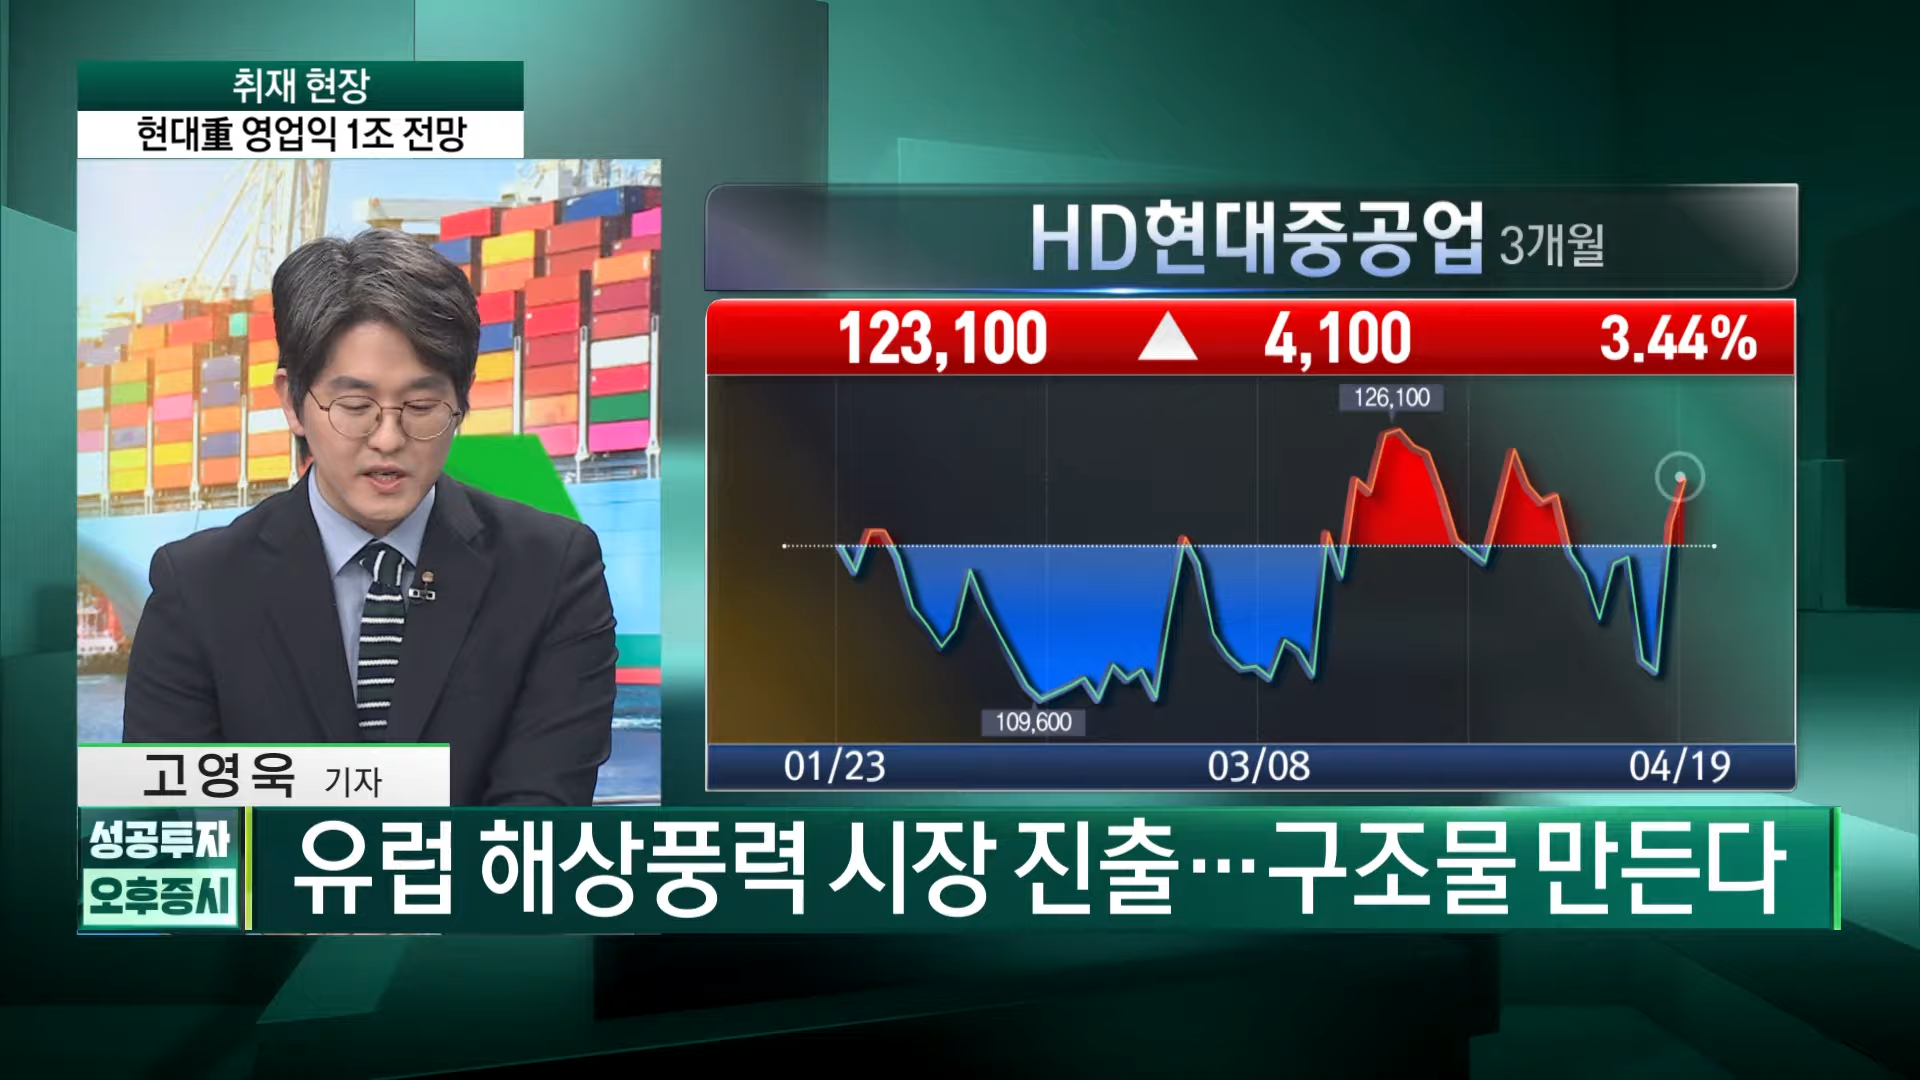 취재 현장
현대重 영업익 1조 전망
HD현대중공업 3개월
123,100 ▲ 4,100 3.44%
126,100
109,600
01/23 03/08 04/19
고영욱 기자
성공투자
오후증시
유럽 해상풍력 시장 진출…구조물 만든다